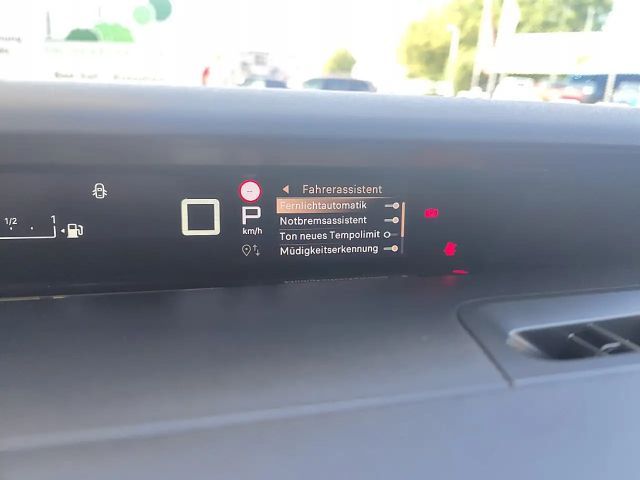 Fahrerassistent
Fernlichtautomatik
Notbremsassistent
Ton neues Tempolimit
Müdigkeitserkennung
1/2
1
--
P
km/h